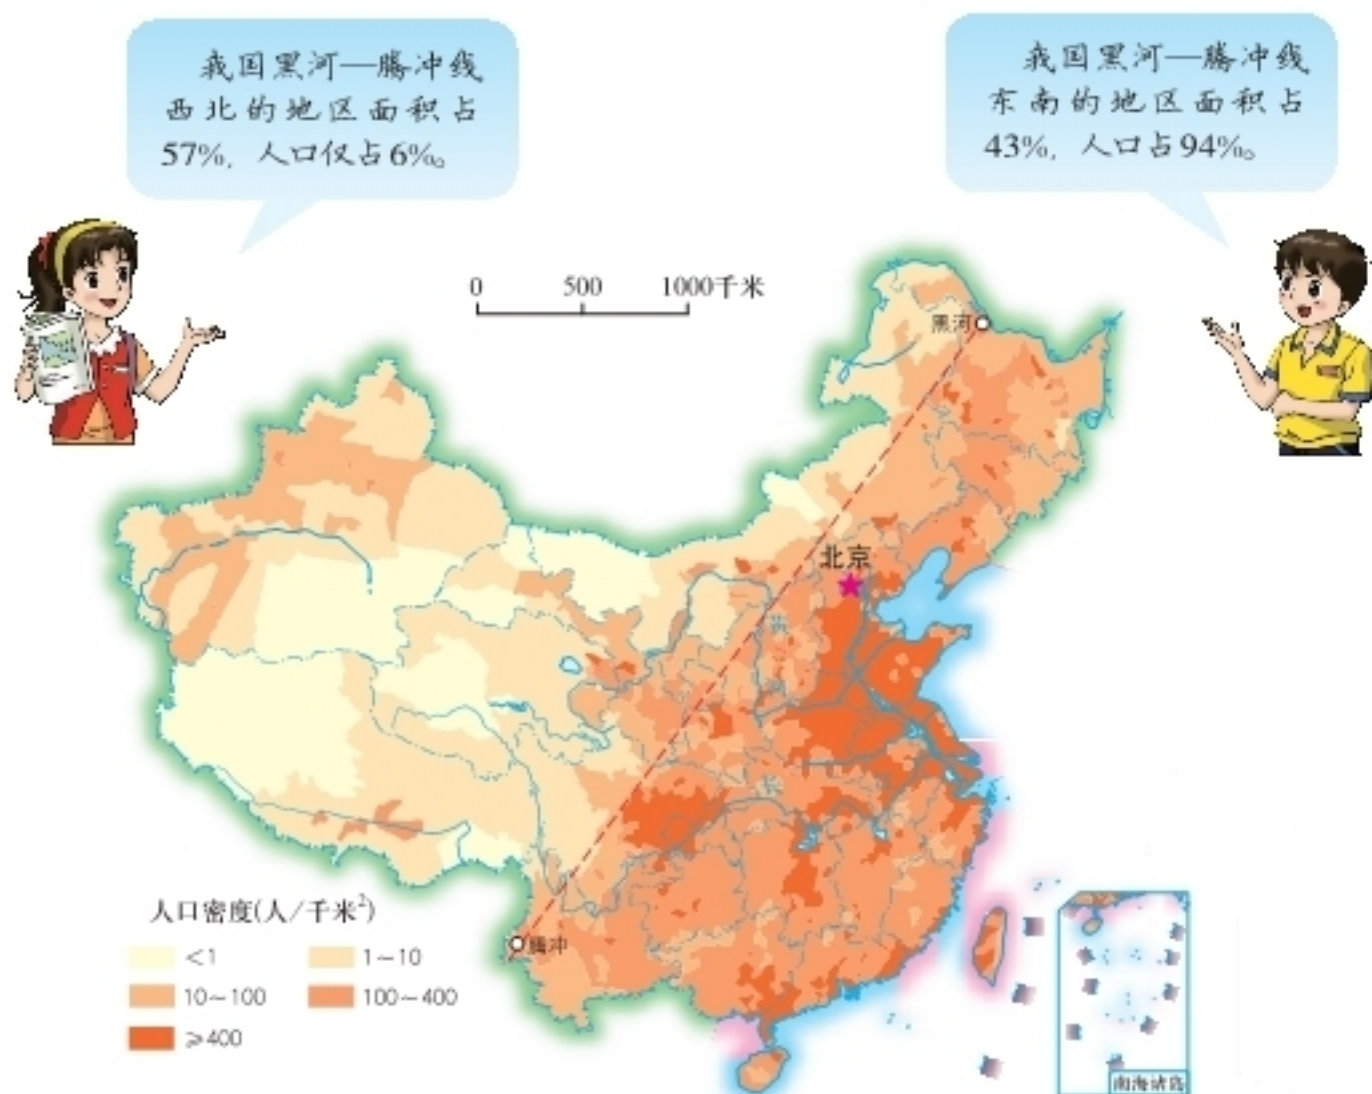 我国黑河—腾冲线
西北的地区面积占
57%，人口仅占6%。
我国黑河—腾冲线
东南的地区面积占
43%，人口占94%。
0 500 1000千米
黑河
北京
腾冲
人口密度(人/千米²)
<1 1~10
10~100 100~400
≥400
南海诸岛